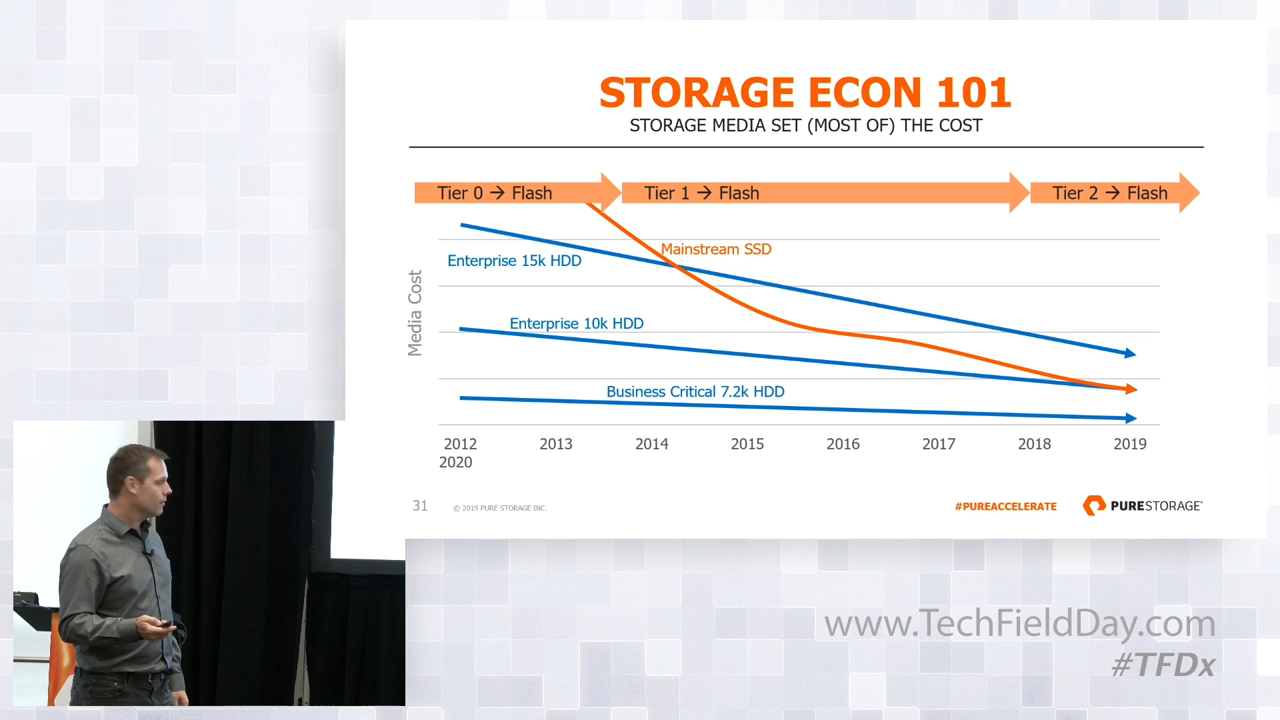 STORAGE ECON 101
STORAGE MEDIA SET (MOST OF) THE COST
Tier 0 → Flash
Tier 1 → Flash
Tier 2 → Flash
Mainstream SSD
Enterprise 15k HDD
Media Cost
Enterprise 10k HDD
Business Critical 7.2k HDD
2012 2013 2014 2015 2016 2017 2018 2019
2020
31
© 2019 PURE STORAGE INC.
#PUREACCELERATE
PURESTORAGE®
www.TechFieldDay.com
#TFDx